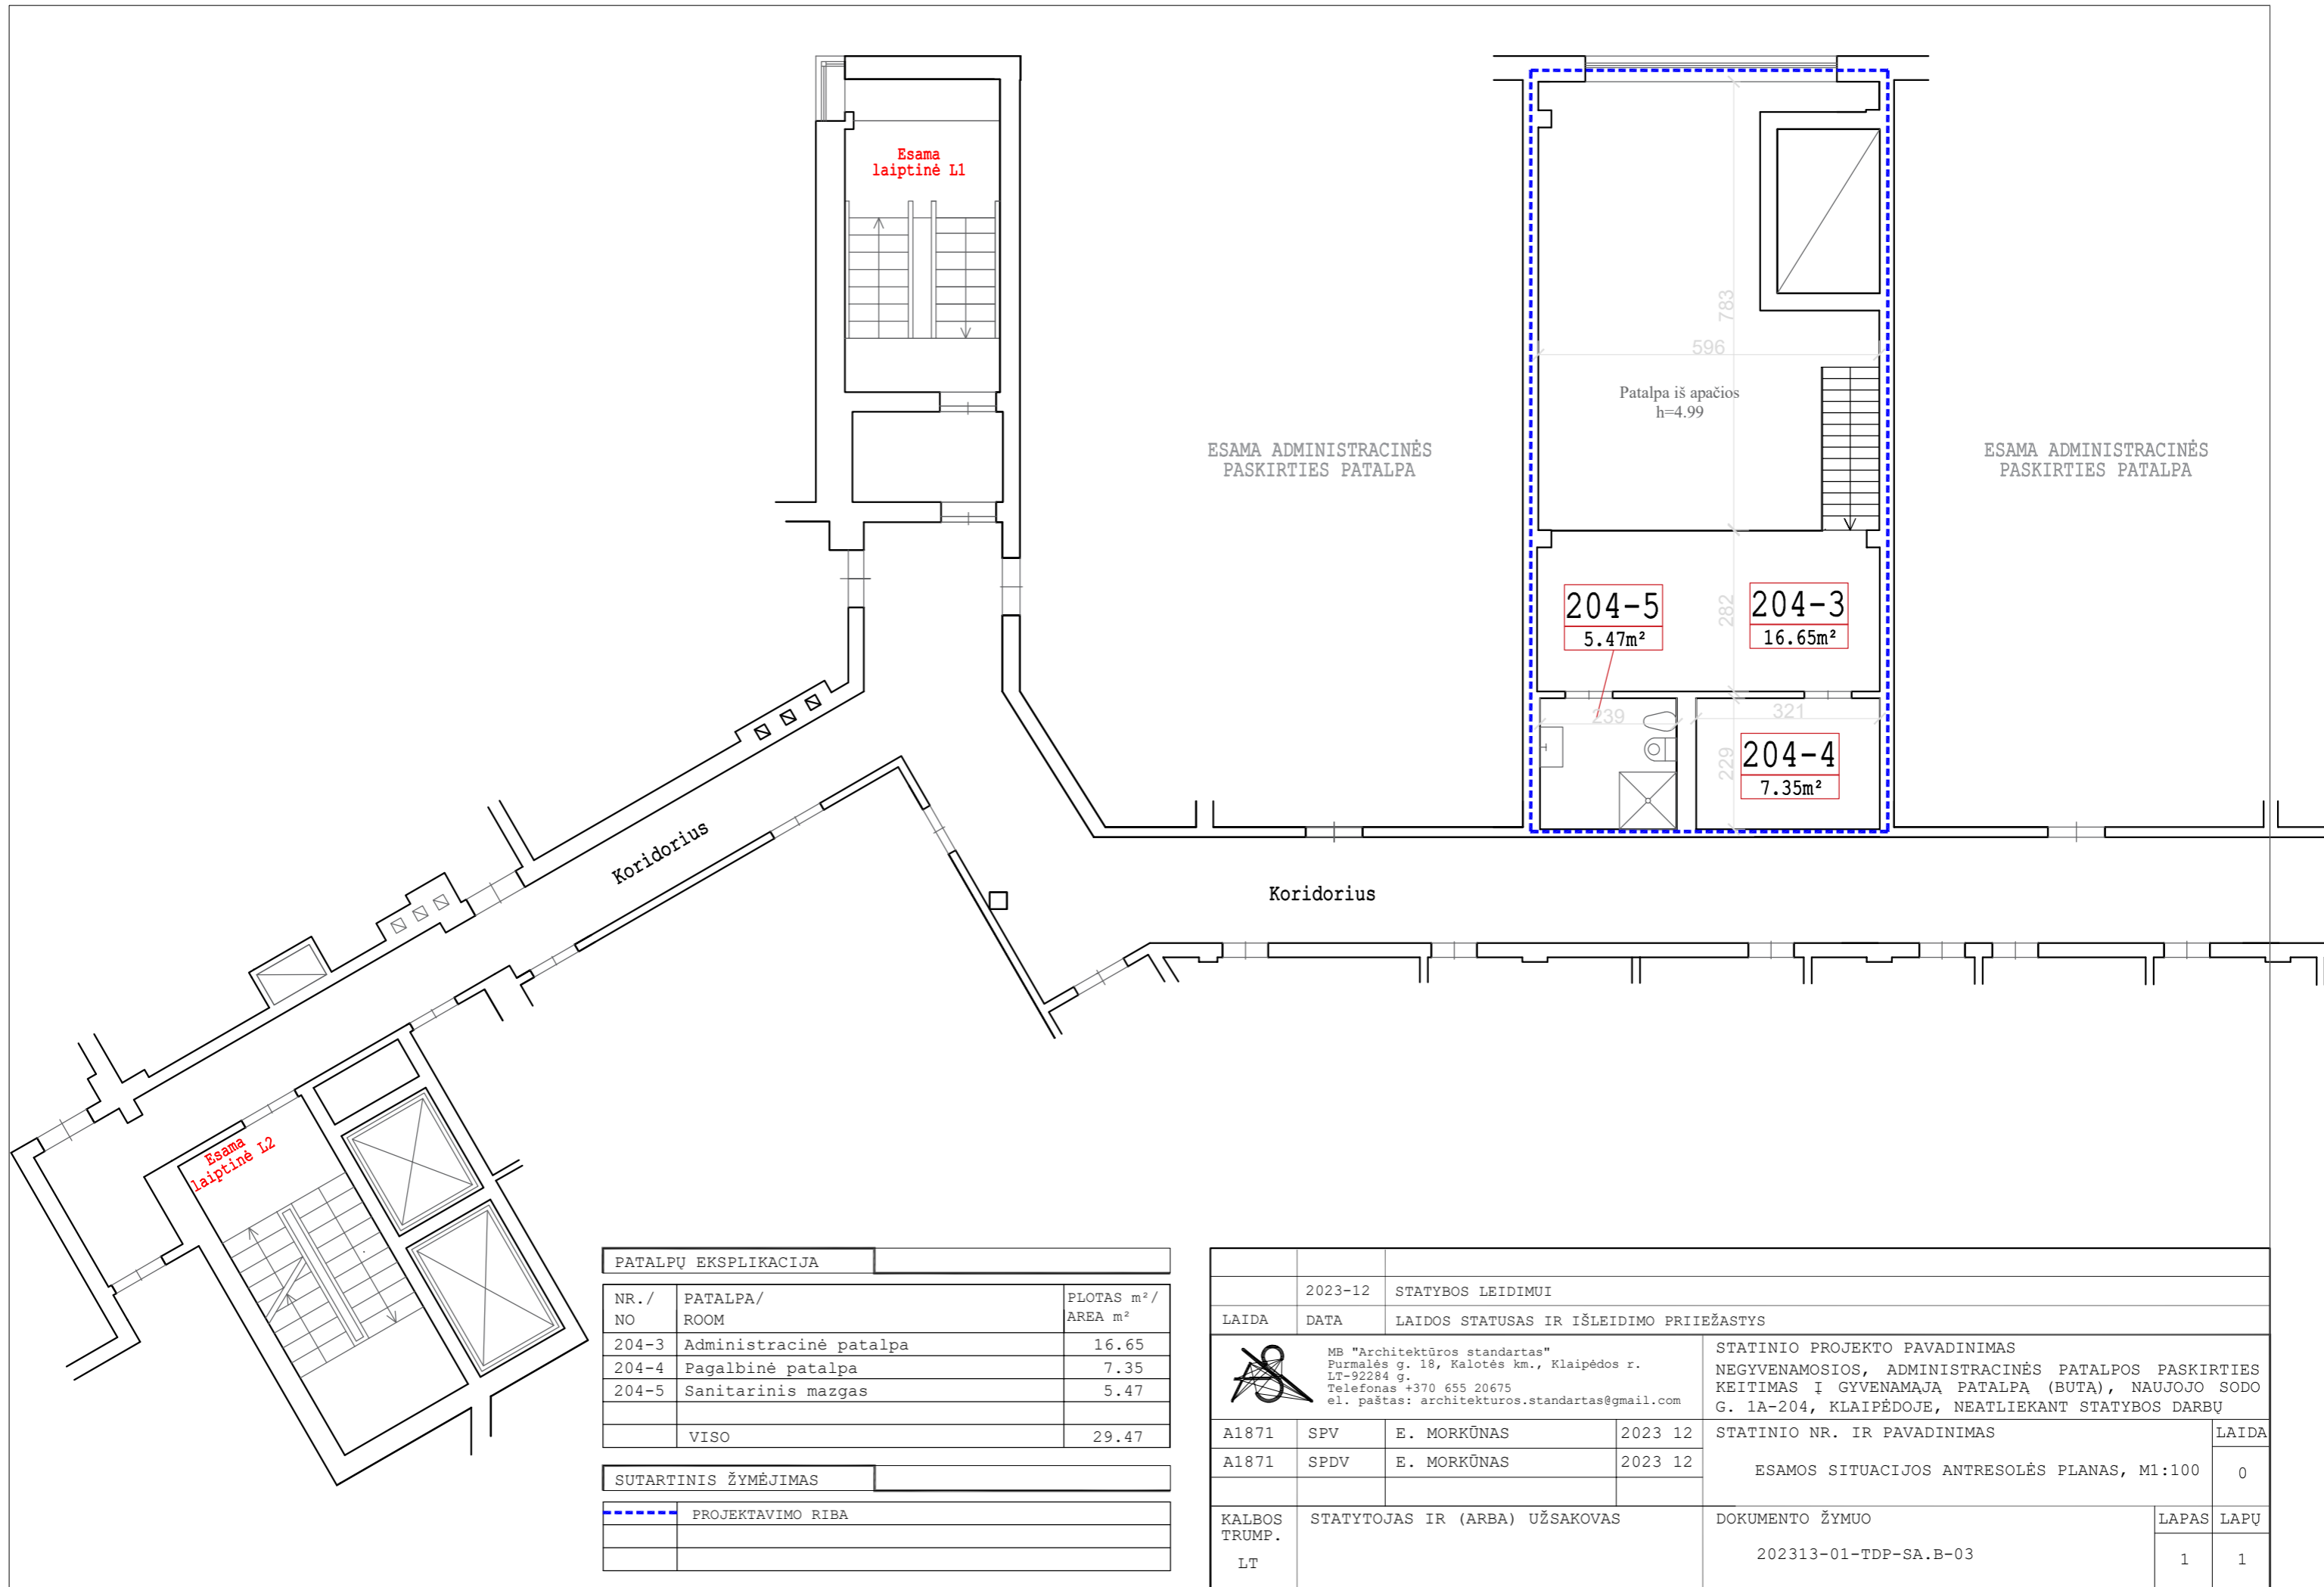 Esama
laiptinė L1
783
596
Patalpa iš apačios
h=4.99
ESAMA ADMINISTRACINĖS
PASKIRTIES PATALPA
ESAMA ADMINISTRACINĖS
PASKIRTIES PATALPA
204-5
5.47m²
282
204-3
16.65m²
239
321
229
204-4
7.35m²
Koridorius
Koridorius
Esama
laiptinė L2
PATALPŲ EKSPLIKACIJA
NR./ PATALPA/ PLOTAS m²/
NO ROOM AREA m²
204-3 Administracinė patalpa 16.65
204-4 Pagalbinė patalpa 7.35
204-5 Sanitarinis mazgas 5.47
VISO 29.47
SUTARTINIS ŽYMĖJIMAS
PROJEKTAVIMO RIBA
2023-12 STATYBOS LEIDIMUI
LAIDA DATA LAIDOS STATUSAS IR IŠLEIDIMO PRIIEŽASTYS
MB "Architektūros standartas"
Purmalės g. 18, Kalotės km., Klaipėdos r.
LT-92284 g.
Telefonas +370 655 20675
el. paštas: architekturos.standartas@gmail.com
STATINIO PROJEKTO PAVADINIMAS
NEGYVENAMOSIOS, ADMINISTRACINĖS PATALPOS PASKIRTIES
KEITIMAS Į GYVENAMĄJĄ PATALPĄ (BUTĄ), NAUJOJO SODO
G. 1A-204, KLAIPĖDOJE, NEATLIEKANT STATYBOS DARBŲ
A1871 SPV E. MORKŪNAS 2023 12
A1871 SPDV E. MORKŪNAS 2023 12
STATINIO NR. IR PAVADINIMAS LAIDA
ESAMOS SITUACIJOS ANTRESOLĖS PLANAS, M1:100 0
KALBOS
TRUMP.
LT
STATYTOJAS IR (ARBA) UŽSAKOVAS
DOKUMENTO ŽYMUO LAPAS LAPŲ
202313-01-TDP-SA.B-03 1 1